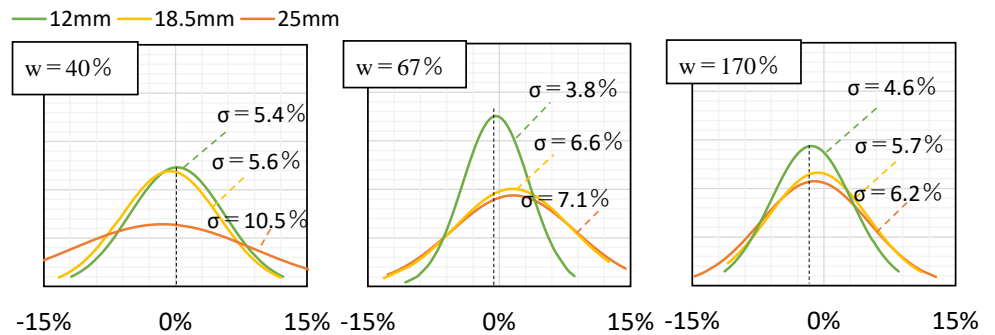 12mm 18.5mm 25mm
w＝40％
σ＝5.4％
σ＝5.6％
σ＝10.5％
-15% 0% 15%
w＝67％
σ＝3.8％
σ＝6.6％
σ＝7.1％
-15% 0% 15%
w＝170％
σ＝4.6％
σ＝5.7％
σ＝6.2％
-15% 0% 15%